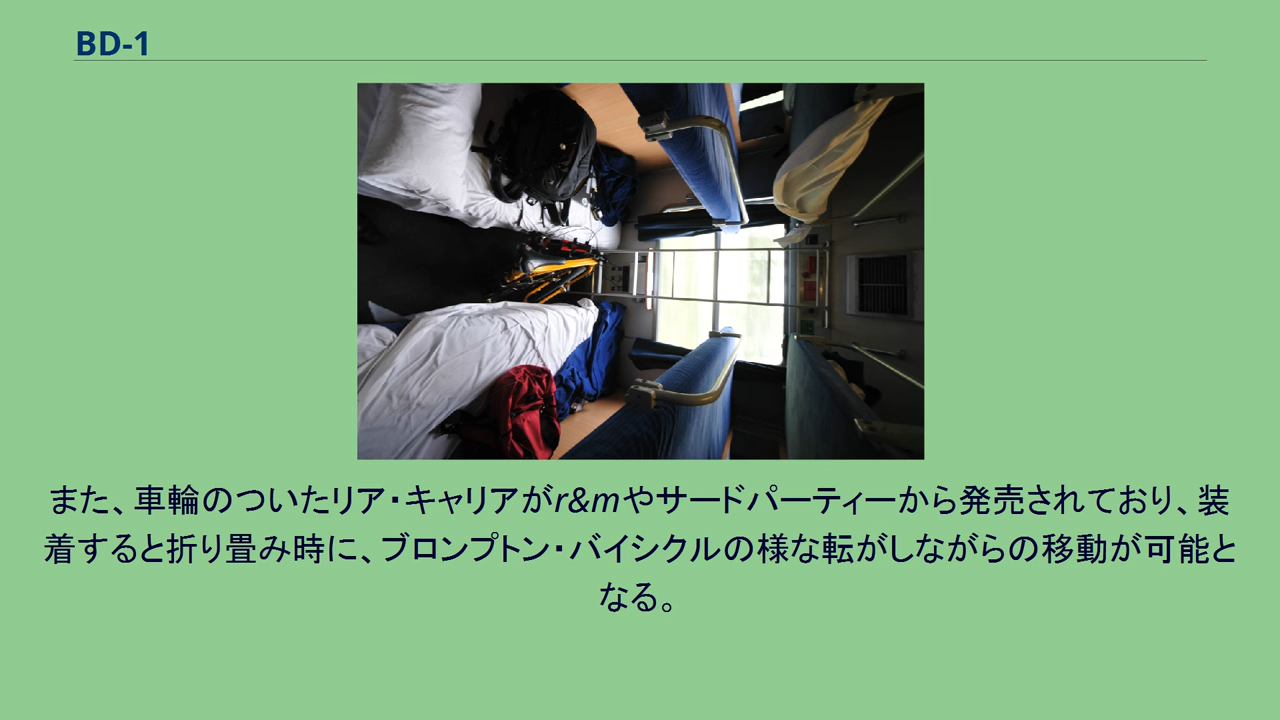 BD-1
また、車輪のついたリア・キャリアがr&mやサードパーティーから発売されており、装
着すると折り畳み時に、ブロンプトン・バイシクルの様な転がしながらの移動が可能と
なる。